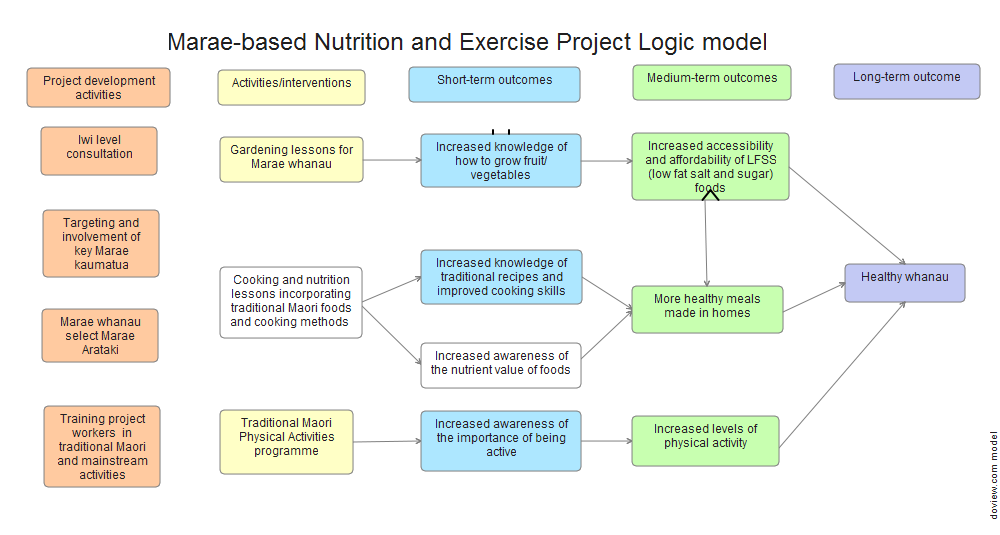 Marae-based Nutrition and Exercise Project Logic model
Project development
activities
Activities/interventions
Short-term outcomes
Medium-term outcomes
Long-term outcome
Iwi level
consultation
Gardening lessons for
Marae whanau
Increased knowledge of
how to grow fruit/
vegetables
Increased accessibility
and affordability of LFSS
(low fat salt and sugar)
foods
Targeting and
involvement of
key Marae
kaumatua
Cooking and nutrition
lessons incorporating
traditional Maori foods
and cooking methods
Increased knowledge of
traditional recipes and
improved cooking skills
More healthy meals
made in homes
Healthy whanau
Marae whanau
select Marae
Arataki
Increased awareness of
the nutrient value of foods
Training project
workers in
traditional Maori
and mainstream
activities
Traditional Maori
Physical Activities
programme
Increased awareness of
the importance of being
active
Increased levels of
physical activity
doview.com model